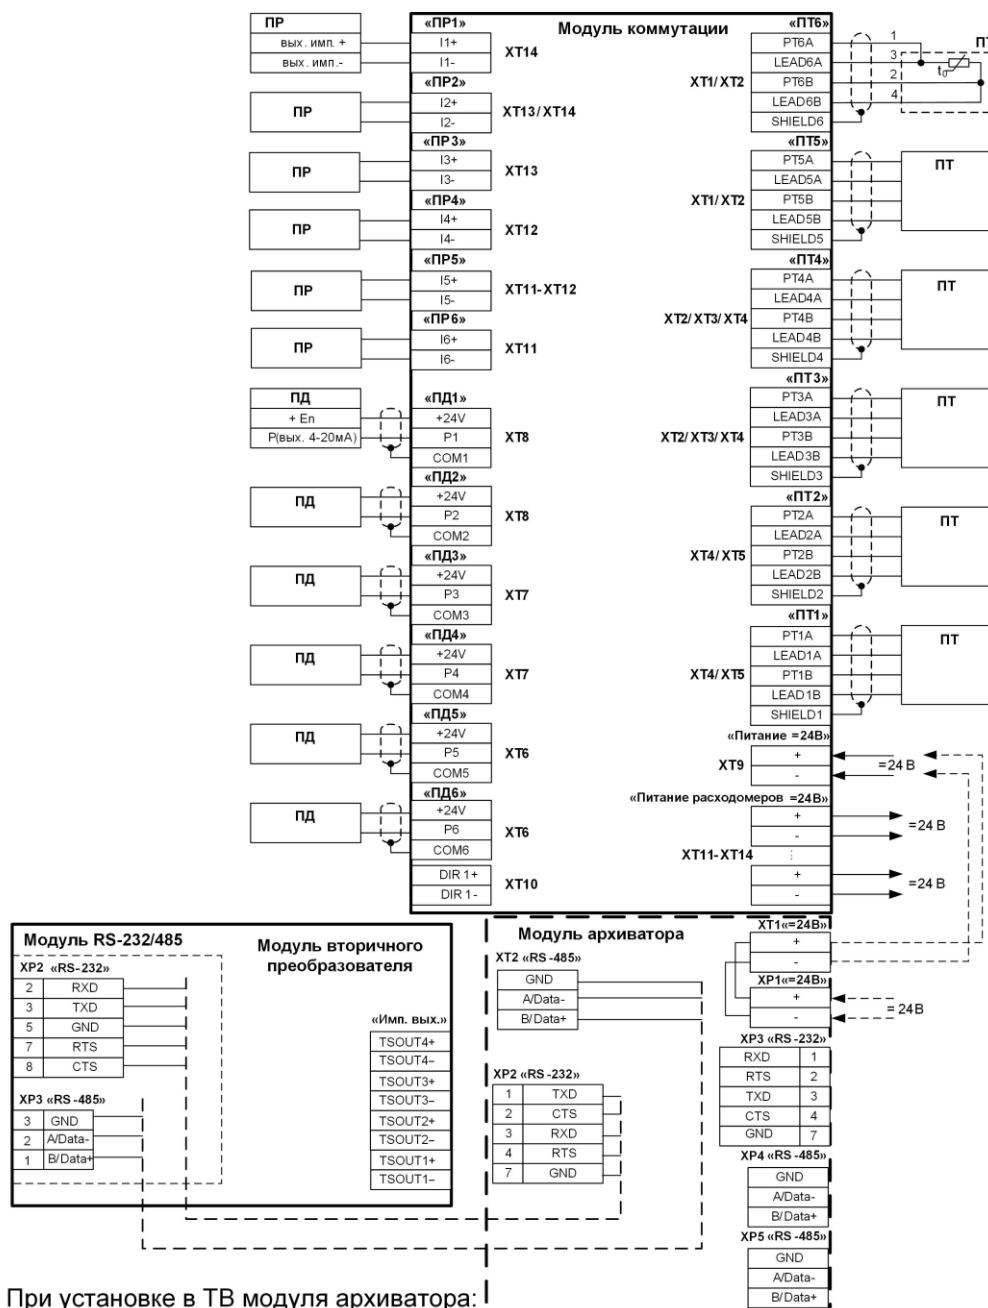 Модуль коммутации
ПР
вых. имп. +
вых. имп.-
«ПР1»
I1+
I1-
XT14
ПР
«ПР2»
I2+
I2-
XT13/XT14
ПР
«ПР3»
I3+
I3-
XT13
ПР
«ПР4»
I4+
I4-
XT12
ПР
«ПР5»
I5+
I5-
XT11-XT12
ПР
«ПР6»
I6+
I6-
XT11
ПД
+ En
P(вых. 4-20мА)
«ПД1»
+24V
P1
COM1
XT8
ПД
«ПД2»
+24V
P2
COM2
XT8
ПД
«ПД3»
+24V
P3
COM3
XT7
ПД
«ПД4»
+24V
P4
COM4
XT7
ПД
«ПД5»
+24V
P5
COM5
XT6
ПД
«ПД6»
+24V
P6
COM6
XT6
DIR 1+
DIR 1-
XT10
«ПТ6»
XT1/XT2
PT6A
LEAD6A
PT6B
LEAD6B
SHIELD6
1
3
2
4
t₀
«ПТ5»
XT1/XT2
PT5A
LEAD5A
PT5B
LEAD5B
SHIELD5
ПТ
«ПТ4»
XT2/XT3/XT4
PT4A
LEAD4A
PT4B
LEAD4B
SHIELD4
ПТ
«ПТ3»
XT2/XT3/XT4
PT3A
LEAD3A
PT3B
LEAD3B
SHIELD3
ПТ
«ПТ2»
XT4/XT5
PT2A
LEAD2A
PT2B
LEAD2B
SHIELD2
ПТ
«ПТ1»
XT4/XT5
PT1A
LEAD1A
PT1B
LEAD1B
SHIELD1
ПТ
«Питание =24В»
XT9
+
-
=24 В
«Питание расходомеров =24В»
XT11-XT14
+
-
=24 В
+
-
=24 В
Модуль RS-232/485
Модуль вторичного
преобразователя
XP2 «RS-232»
2 RXD
3 TXD
5 GND
7 RTS
8 CTS
XP3 «RS-485»
3 GND
2 A/Data-
1 B/Data+
«Имп. вых.»
TSOUT4+
TSOUT4–
TSOUT3+
TSOUT3–
TSOUT2+
TSOUT2–
TSOUT1+
TSOUT1–
Модуль архиватора
XT2 «RS-485»
GND
A/Data-
B/Data+
XP2 «RS-232»
1 TXD
2 CTS
3 RXD
4 RTS
7 GND
XT1«=24В»
+
-
XP1«=24В»
+
-
= 24В
XP3 «RS-232»
RXD 1
RTS 2
TXD 3
CTS 4
GND 7
XP4 «RS-485»
GND
A/Data-
B/Data+
XP5 «RS-485»
GND
A/Data-
B/Data+
При установке в ТВ модуля архиватора: